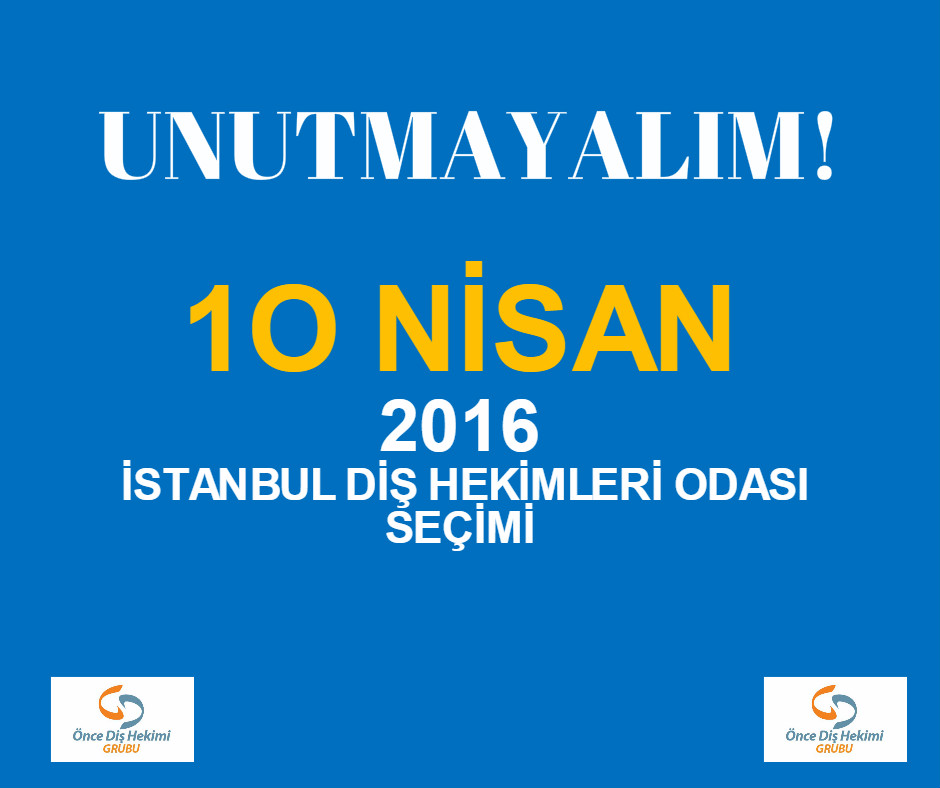 UNUTMAYALIM!
1O NİSAN
2016
İSTANBUL DİŞ HEKİMLERİ ODASI
SEÇİMİ
Önce Diş Hekimi
GRUBU
Önce Diş Hekimi
GRUBU